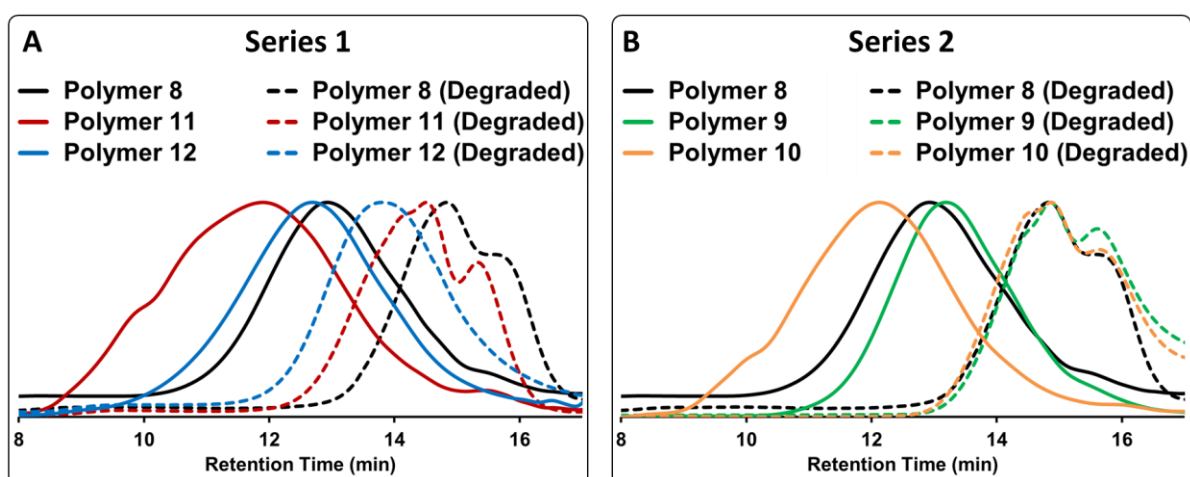 A Series 1
Polymer 8 Polymer 8 (Degraded)
Polymer 11 Polymer 11 (Degraded)
Polymer 12 Polymer 12 (Degraded)
8 10 12 14 16
Retention Time (min)
B Series 2
Polymer 8 Polymer 8 (Degraded)
Polymer 9 Polymer 9 (Degraded)
Polymer 10 Polymer 10 (Degraded)
8 10 12 14 16
Retention Time (min)